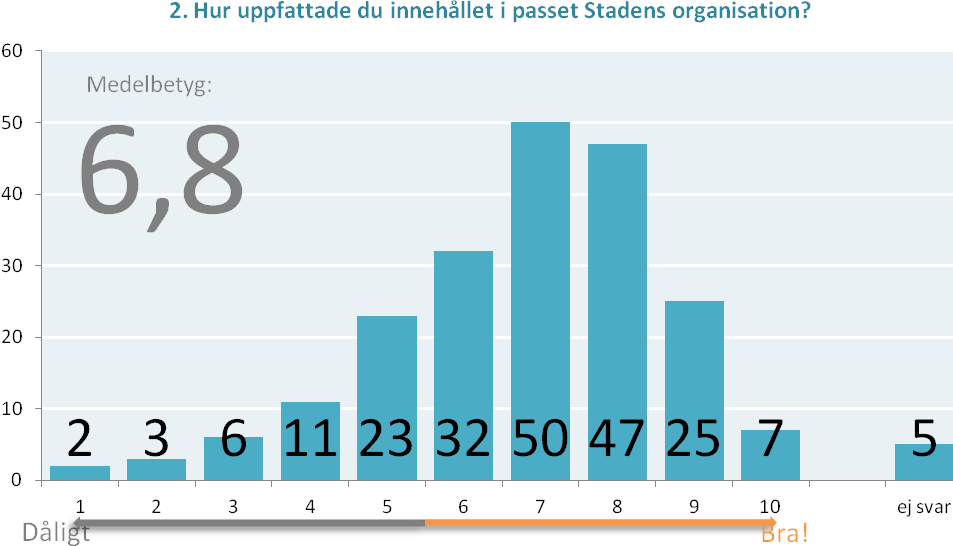 2. Hur uppfattade du innehållet i passet Stadens organisation?
60
Medelbetyg:
50
6,8
40
30
20
10
2 3 6 11 23 32 50 47 25 7 5
0
1 2 3 4 5 6 7 8 9 10 ej svar
Dåligt Bra!